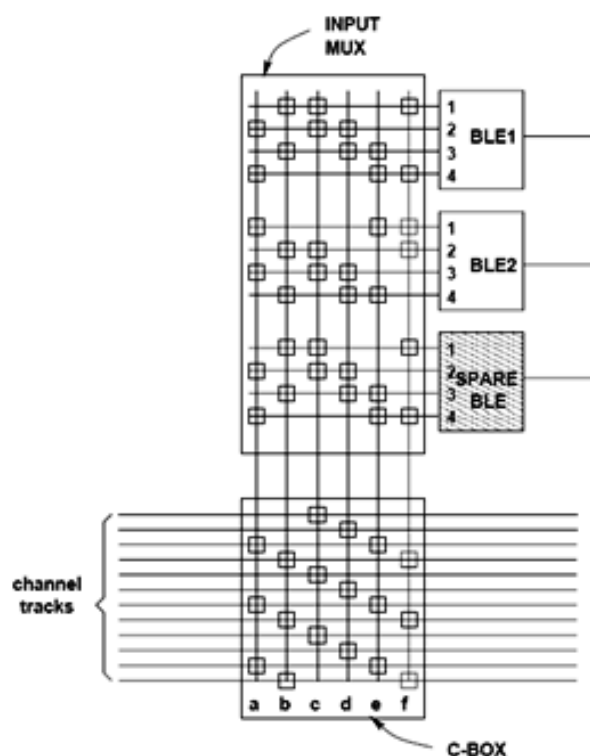 INPUT
MUX
1
2
3
4
BLE1
1
2
3
4
BLE2
1
2
3
4
SPARE
BLE
channel
tracks
a b c d e f
C-BOX